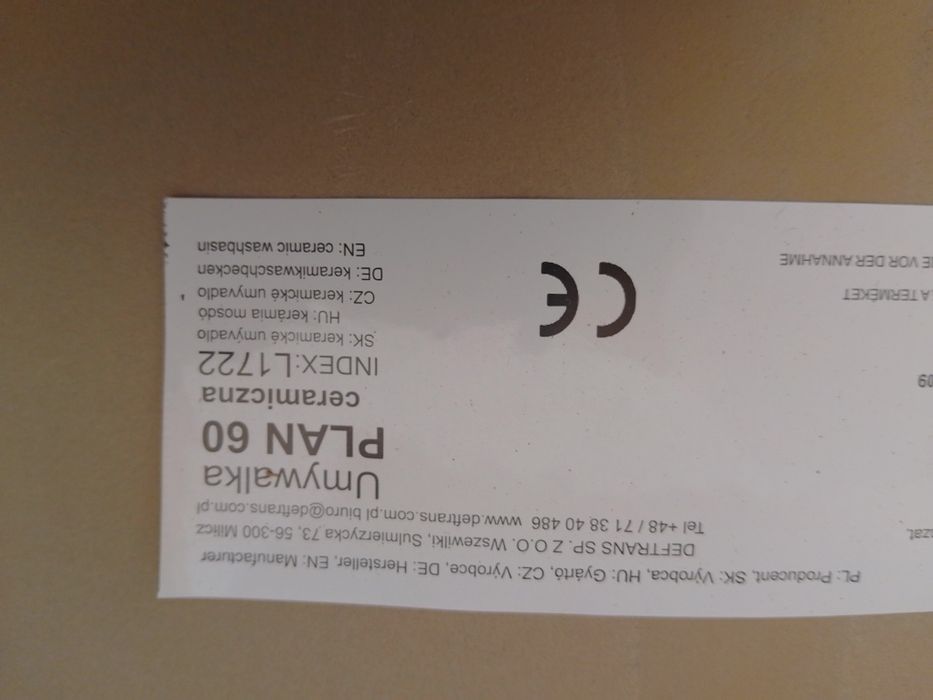 PL: Producent, SK: Výrobca, HU: Gyártó, CZ: Výrobce, DE: Hersteller, EN: Manufacturer
DEFTRANS SP. Z O.O. Wszewilki, Sulmierzycka 73, 56-300 Milicz
Tel +48 / 71 38 40 486 www.deftrans.com.pl biuro@deftrans.com.pl
Umywalka
PLAN 60
ceramiczna
INDEX:L1722
SK: keramické umývadlo
HU: kerámia mosdó
CZ: keramické umyvadlo
DE: keramikwaschbecken
EN: ceramic washbasin
CE
09
A TERMÉKET
VOR DER ANNAHME